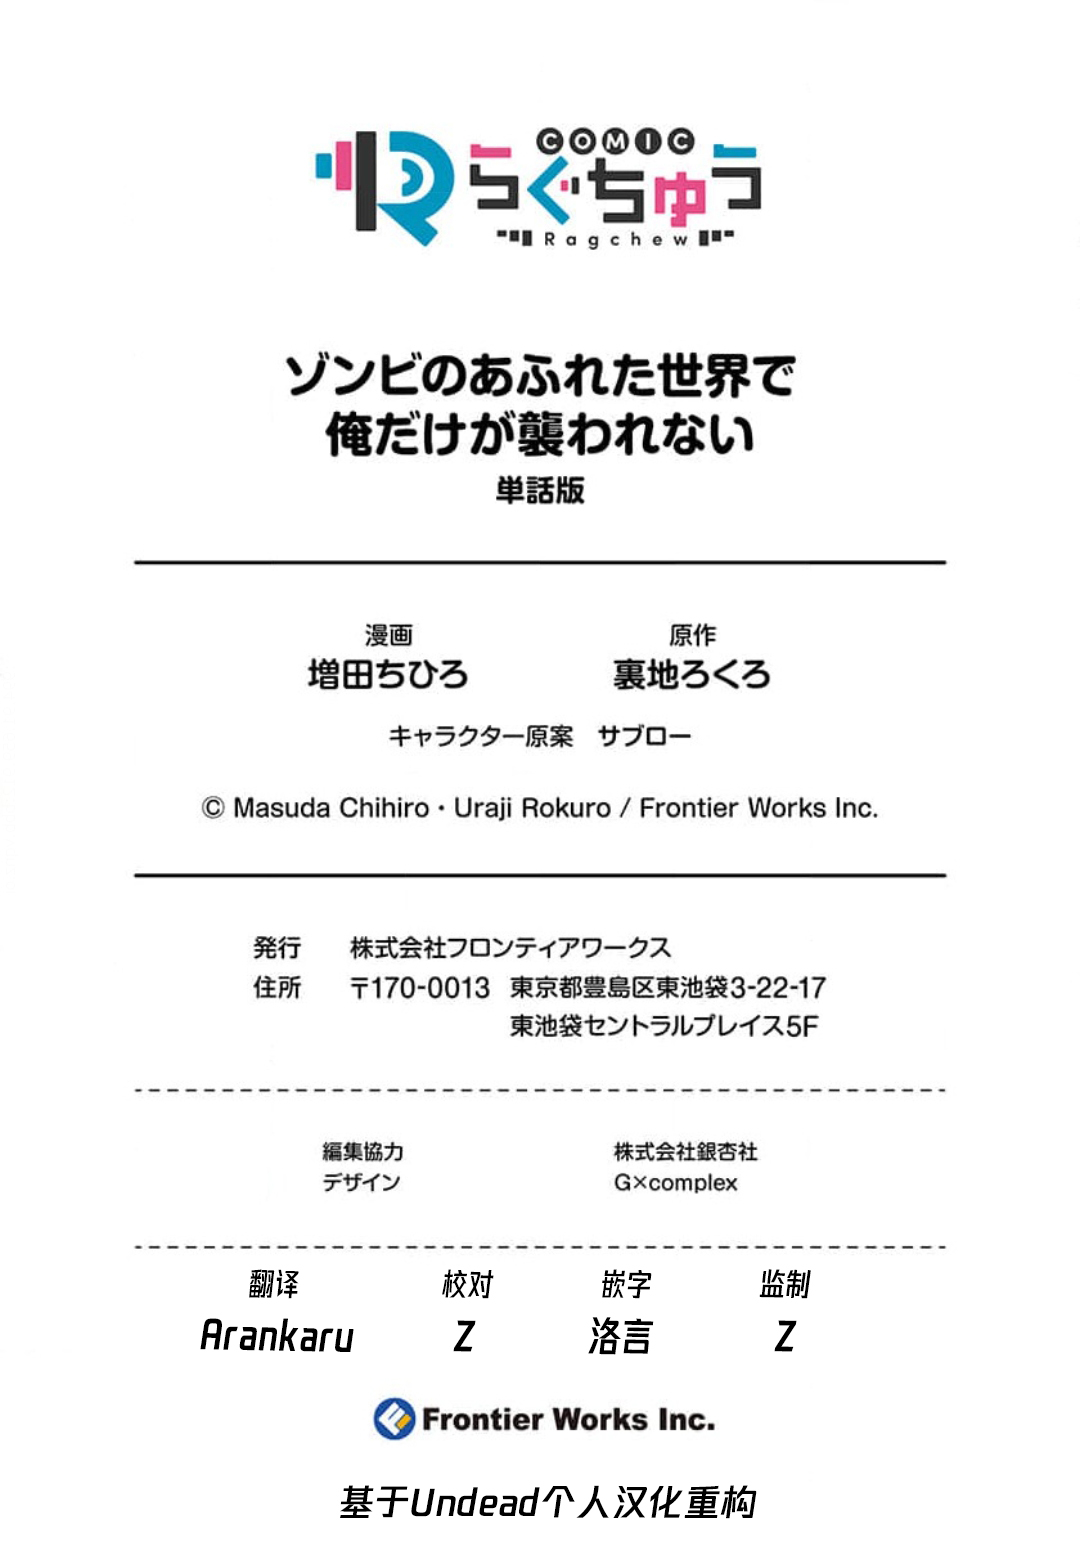 COMIC
らぐちゅう
Ragchew
ゾンビのあふれた世界で
俺だけが襲われない
単話版
漫画 原作
増田ちひろ 裏地ろくろ
キャラクター原案 サブロー
© Masuda Chihiro・Uraji Rokuro / Frontier Works Inc.
発行 株式会社フロンティアワークス
住所 〒170-0013 東京都豊島区東池袋3-22-17
東池袋セントラルプレイス5F
編集協力 株式会社銀杏社
デザイン G×complex
翻译 校对 嵌字 监制
Arankaru Z 洛言 Z
Frontier Works Inc.
基于Undead个人汉化重构